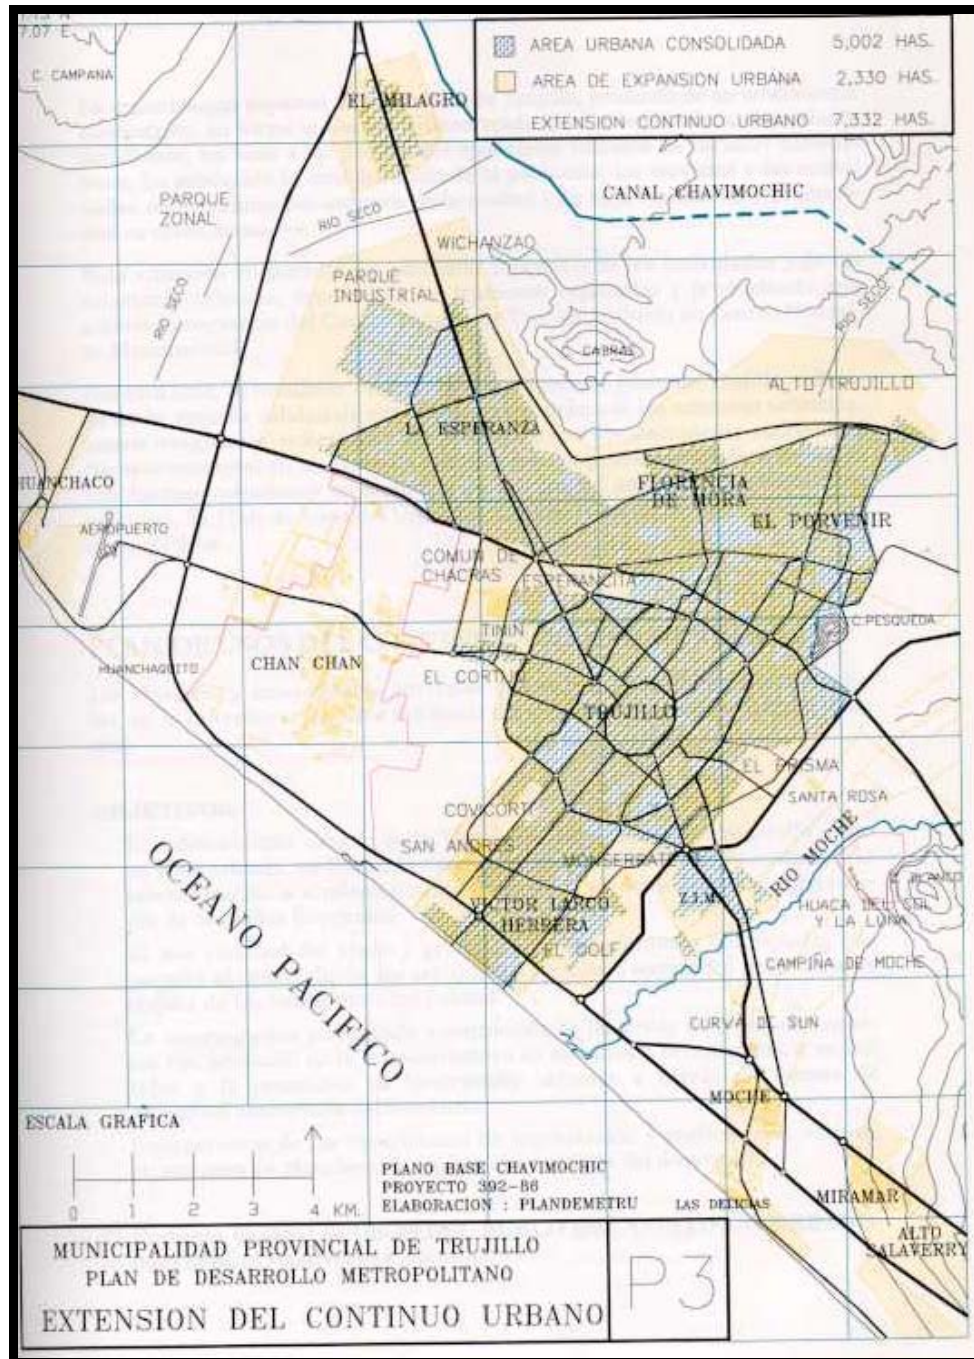 7.07 E
C. CAMPANA
AREA URBANA CONSOLIDADA 5,002 HAS.
AREA DE EXPANSION URBANA 2,330 HAS.
EXTENSION CONTINUO URBANO 7,332 HAS.
EL MILAGRO
PARQUE
ZONAL
RIO SECO
CANAL CHAVIMOCHIC
WICHANZAO
PARQUE
INDUSTRIAL
RIO SECO
RIO SECO
C. CABRAS
ALTO TRUJILLO
LA ESPERANZA
HUANCHACO
FLORENCIA
DE MORA
EL PORVENIR
AEROPUERTO
COMUN DE
CHACRAS
ESPERANCITA
C.PESQUEDA
TININ
HUANCHAQUITO
CHAN CHAN
EL CORTIJO
TRUJILLO
EL PRISMA
SANTA ROSA
COVICORTI
SAN ANDRES
MONSERRATE
RIO MOCHE
OCEANO PACIFICO
VICTOR LARCO
HERRERA
Z.I.M.
BLANCO
HUACA DEL SOL
Y LA LUNA
EL GOLF
CAMPIÑA DE MOCHE
CURVA DE SUN
MOCHE
ESCALA GRAFICA
0 1 2 3 4 KM.
PLANO BASE CHAVIMOCHIC
PROYECTO 392-86
ELABORACION : PLANDEMETRU
LAS DELICIAS
MIRAMAR
ALTO
SALAVERRY
MUNICIPALIDAD PROVINCIAL DE TRUJILLO
PLAN DE DESARROLLO METROPOLITANO
EXTENSION DEL CONTINUO URBANO
P3